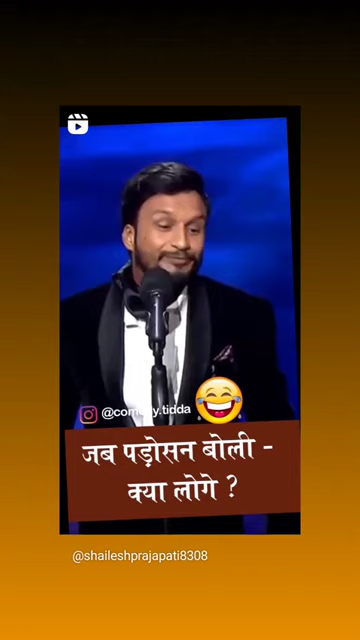 @comedy.tidda
जब पड़ोसन बोली -
क्या लोगे ?
@shaileshprajapati8308